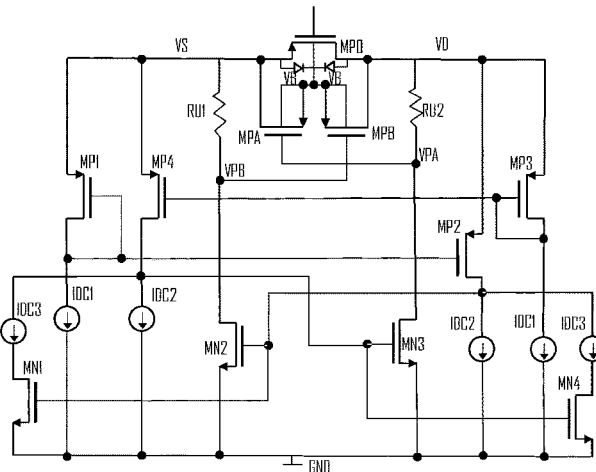 VS
MP0
VD
VB
VB
RU1
RU2
MPA
MPB
VPB
VPA
MP1
MP4
MP3
MP2
IDC3
IDC1
IDC2
IDC2
IDC1
IDC3
MN2
MN3
MN1
MN4
GND